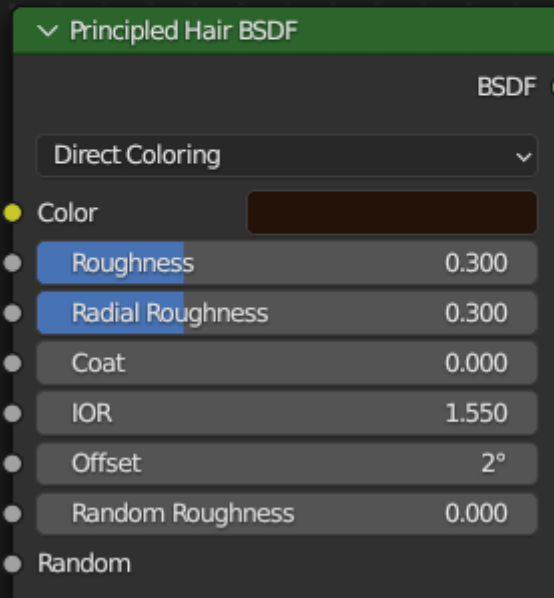 Principled Hair BSDF
BSDF
Direct Coloring
Color
Roughness 0.300
Radial Roughness 0.300
Coat 0.000
IOR 1.550
Offset 2°
Random Roughness 0.000
Random